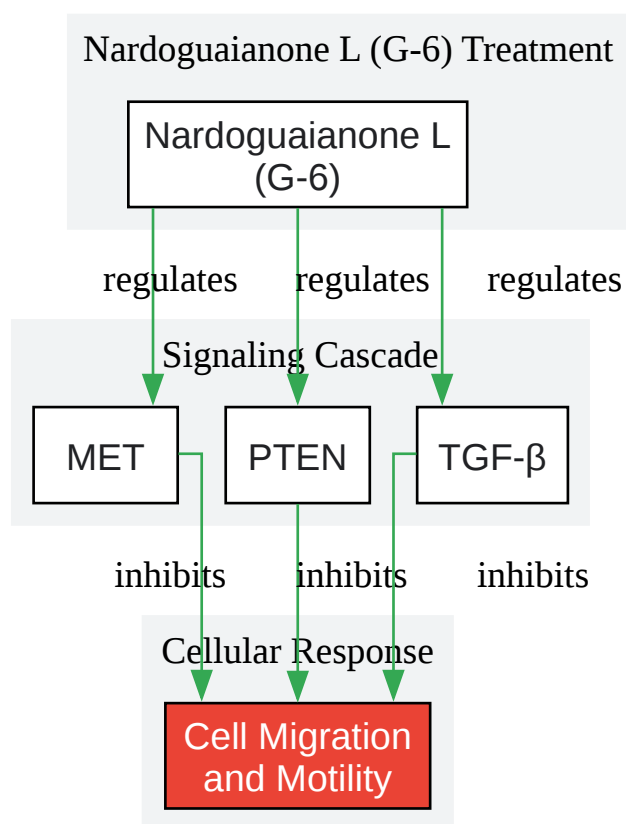 Nardoguaianone L (G-6) Treatment
Nardoguaianone L
(G-6)
regulates regulates regulates
Signaling Cascade
MET PTEN TGF-β
inhibits inhibits inhibits
Cellular Response
Cell Migration
and Motility